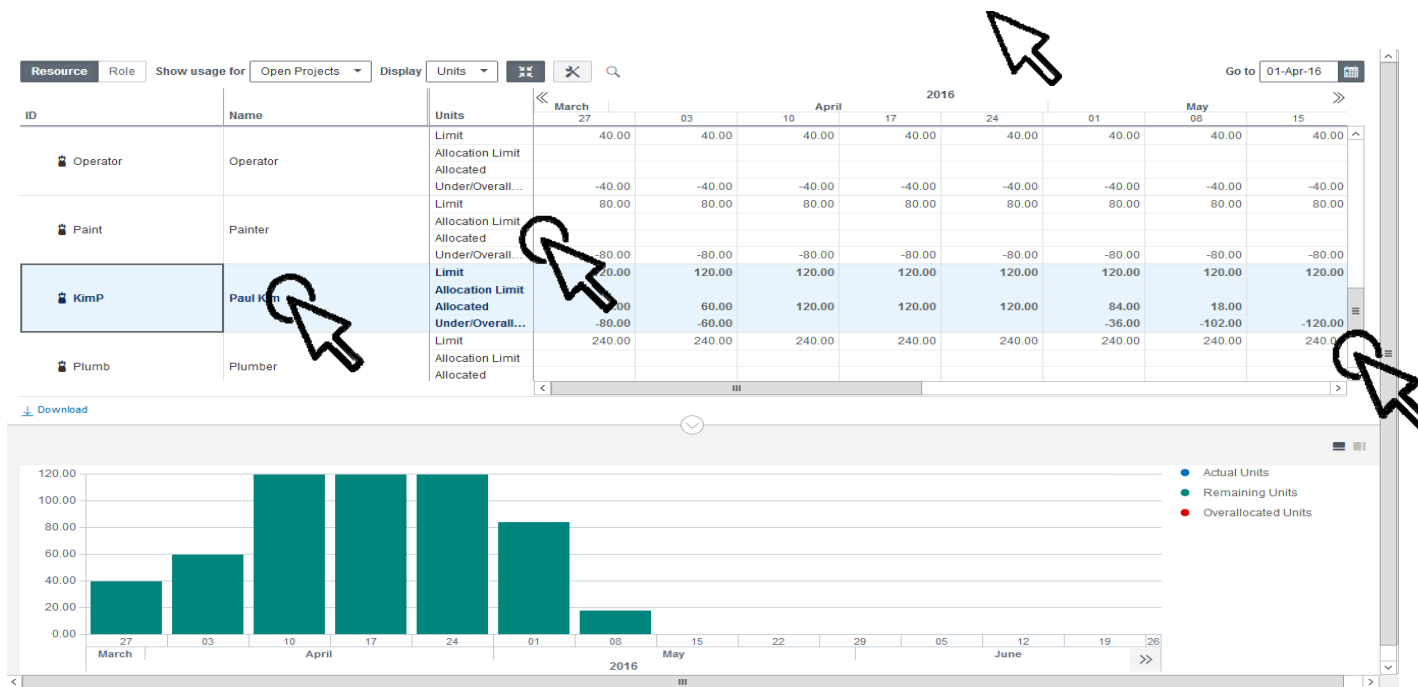 Resource Role Show usage for Open Projects Display Units Go to 01-Apr-16
2016
March April May
ID Name Units 27 03 10 17 24 01 08 15
Limit 40.00 40.00 40.00 40.00 40.00 40.00 40.00 40.00
Allocation Limit
Operator Operator
Allocated
Under/Overall... -40.00 -40.00 -40.00 -40.00 -40.00 -40.00 -40.00 -40.00
Limit 80.00 80.00 80.00 80.00 80.00 80.00 80.00 80.00
Allocation Limit
Paint Painter
Allocated
Under/Overall... -80.00 -80.00 -80.00 -80.00 -80.00 -80.00 -80.00 -80.00
Limit 120.00 120.00 120.00 120.00 120.00 120.00 120.00
Allocation Limit
KimP Paul Kim
Allocated 60.00 120.00 120.00 120.00 84.00 18.00
Under/Overall... -80.00 -60.00 -36.00 -102.00 -120.00
Limit 240.00 240.00 240.00 240.00 240.00 240.00 240.00 240.00
Allocation Limit
Plumb Plumber
Allocated
Download
120.00
100.00
80.00
60.00
40.00
20.00
0.00
27 03 10 17 24 01 08 15 22 29 05 12 19 26
March April May June
2016
Actual Units
Remaining Units
Overallocated Units